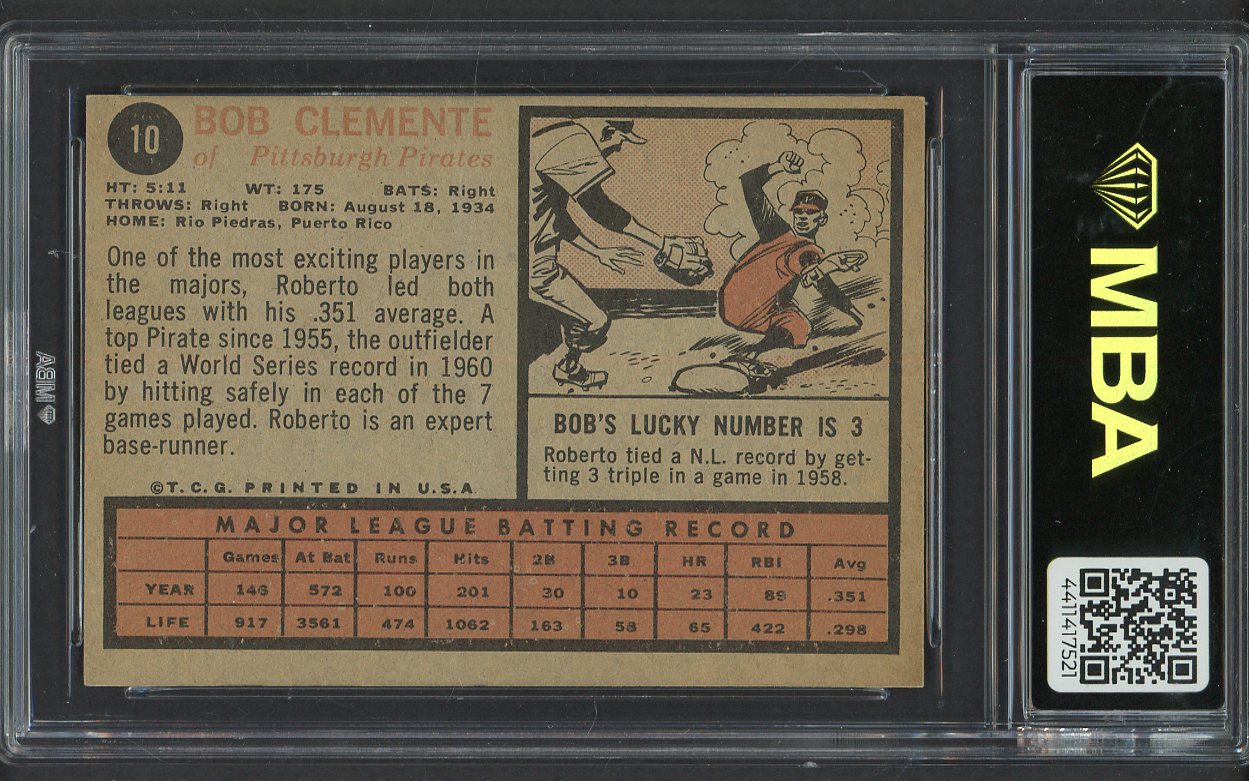 10
BOB CLEMENTE
of Pittsburgh Pirates
HT: 5:11 WT: 175 BATS: Right
THROWS: Right BORN: August 18, 1934
HOME: Rio Piedras, Puerto Rico
One of the most exciting players in
the majors, Roberto led both
leagues with his .351 average. A
top Pirate since 1955, the outfielder
tied a World Series record in 1960
by hitting safely in each of the 7
games played. Roberto is an expert
base-runner.
©T.C.G. PRINTED IN U.S.A
BOB'S LUCKY NUMBER IS 3
Roberto tied a N.L. record by get-
ting 3 triple in a game in 1958.
MAJOR LEAGUE BATTING RECORD
Games At Bat Runs Hits 2B 3B HR RBI Avg
YEAR 146 572 100 201 30 10 23 89 .351
LIFE 917 3561 474 1062 163 58 65 422 .298
MBA
MBA
4411417521